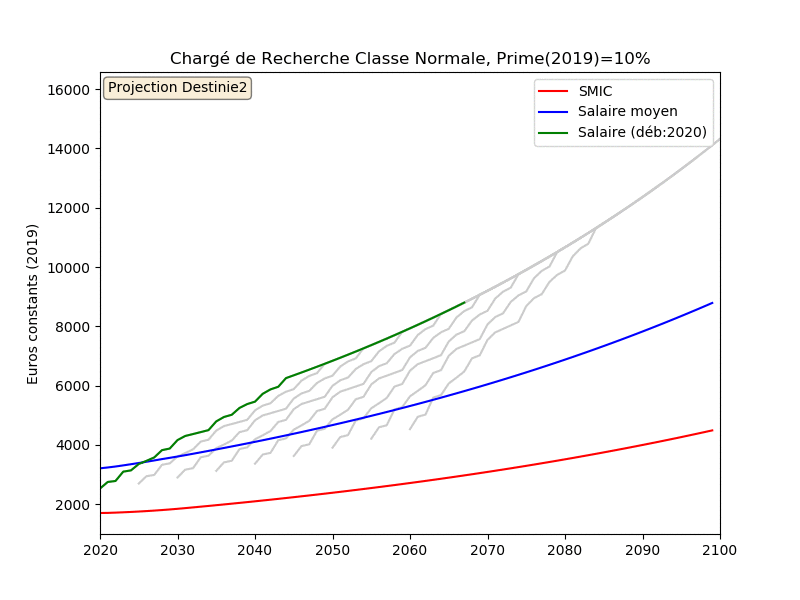 Chargé de Recherche Classe Normale, Prime(2019)=10%
Projection Destinie2
SMIC
Salaire moyen
Salaire (déb:2020)
Euros constants (2019)
16000
14000
12000
10000
8000
6000
4000
2000
2020 2030 2040 2050 2060 2070 2080 2090 2100